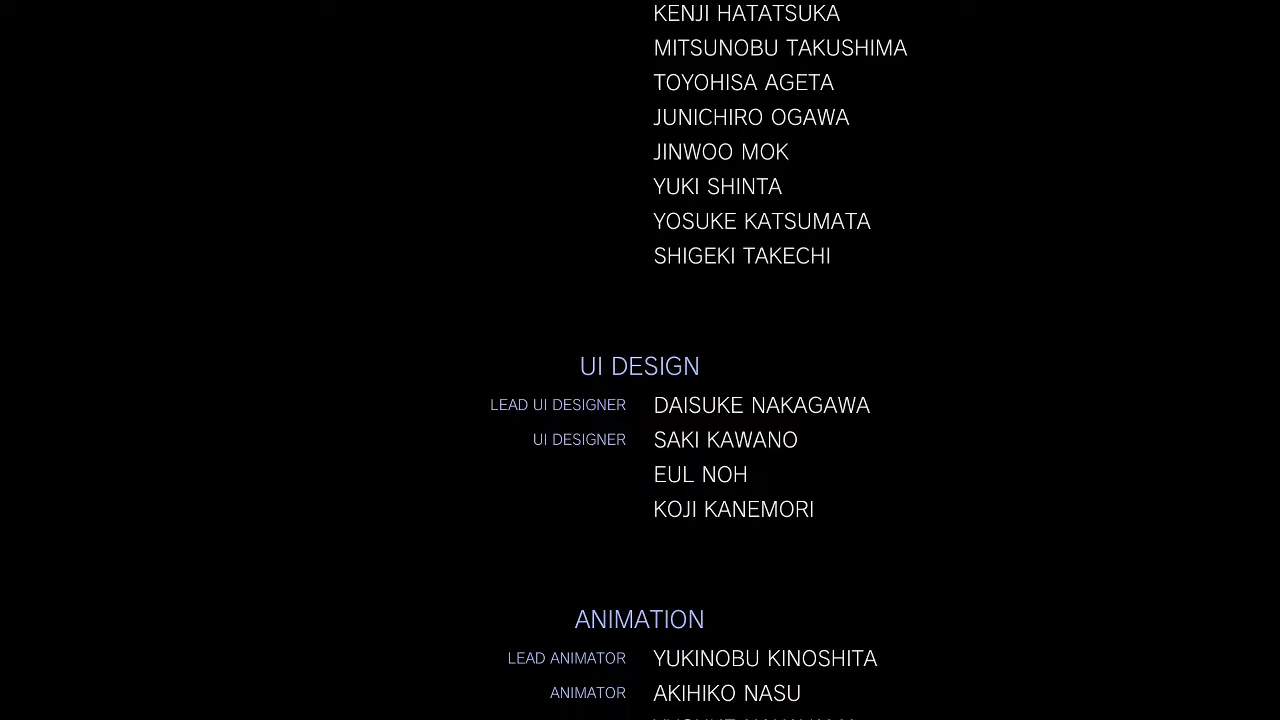 KENJI HATATSUKA
MITSUNOBU TAKUSHIMA
TOYOHISA AGETA
JUNICHIRO OGAWA
JINWOO MOK
YUKI SHINTA
YOSUKE KATSUMATA
SHIGEKI TAKECHI
UI DESIGN
LEAD UI DESIGNER DAISUKE NAKAGAWA
UI DESIGNER SAKI KAWANO
EUL NOH
KOJI KANEMORI
ANIMATION
LEAD ANIMATOR YUKINOBU KINOSHITA
ANIMATOR AKIHIKO NASU